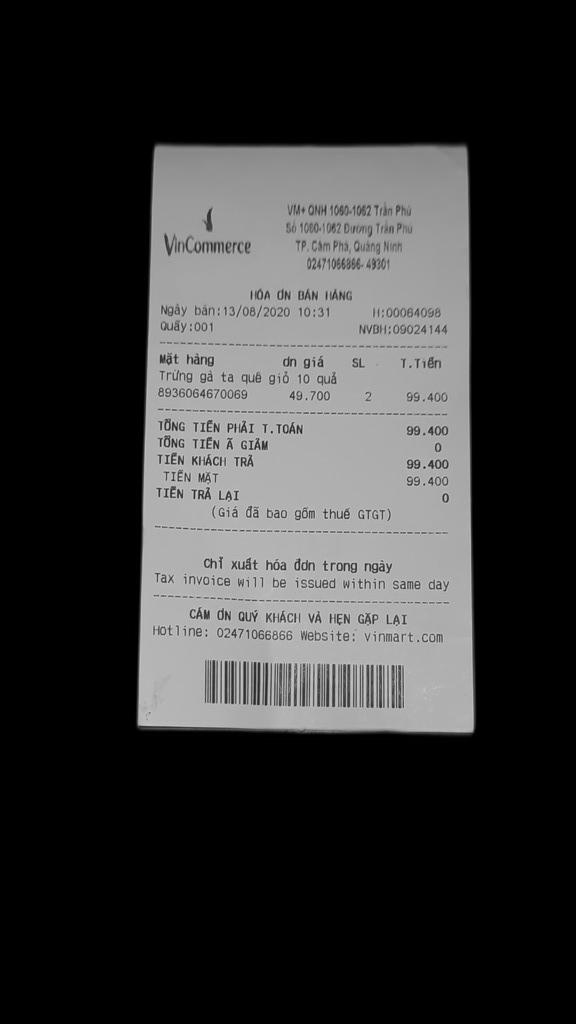 VinCommerce
VM+ QNH 1060-1062 Trần Phú
Số 1060-1062 Đường Trần Phú
TP. Cẩm Phả, Quảng Ninh
02471066866- 49301
HÓA ƠN BÁN HÀNG
Ngày bán:13/08/2020 10:31 H:00064098
Quầy:001 NVBH:09024144
Mặt hàng ơn giá SL T.Tiền
Trứng gà ta quê giỏ 10 quả
8936064670069 49.700 2 99.400
TỔNG TIỀN PHẢI T.TOÁN 99.400
TỔNG TIỀN Ã GIẢM 0
TIỀN KHÁCH TRẢ 99.400
TIỀN MẶT 99.400
TIỀN TRẢ LẠI 0
(Giá đã bao gồm thuế GTGT)
Chỉ xuất hóa đơn trong ngày
Tax invoice will be issued within same day
CẢM ƠN QUÝ KHÁCH VÀ HẸN GẶP LẠI
Hotline: 02471066866 Website: vinmart.com